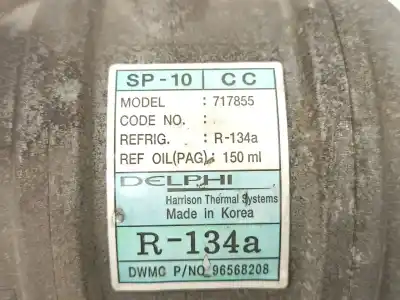 SP-10 CC
MODEL : 717855
CODE NO. :
REFRIG. : R-134a
REF OIL(PAG) : 150 ml
DELPHI
Harrison Thermal Systems
Made in Korea
R-134a
DWMC P/NO. 96568208